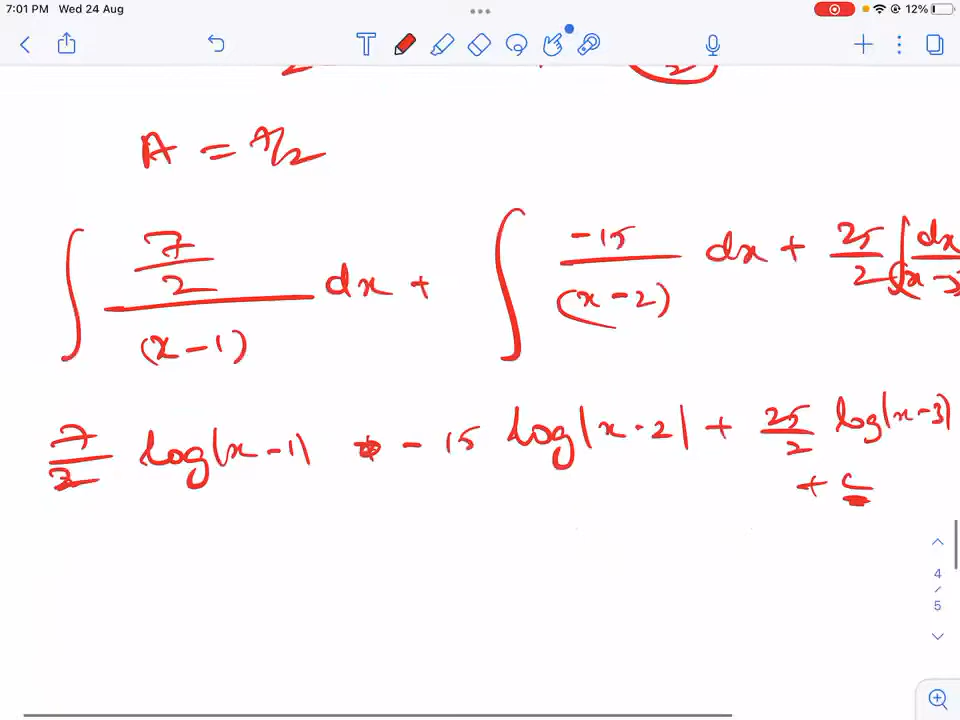 7:01 PM Wed 24 Aug 12%
A = 7/2
∫ (7/2)/(x-1) dx + ∫ -15/(x-2) dx + 25/2 ∫ dx/(x-
7/2 log|x-1| - 15 log|x-2| + 25/2 log|x-3|
+ C
4
/
5